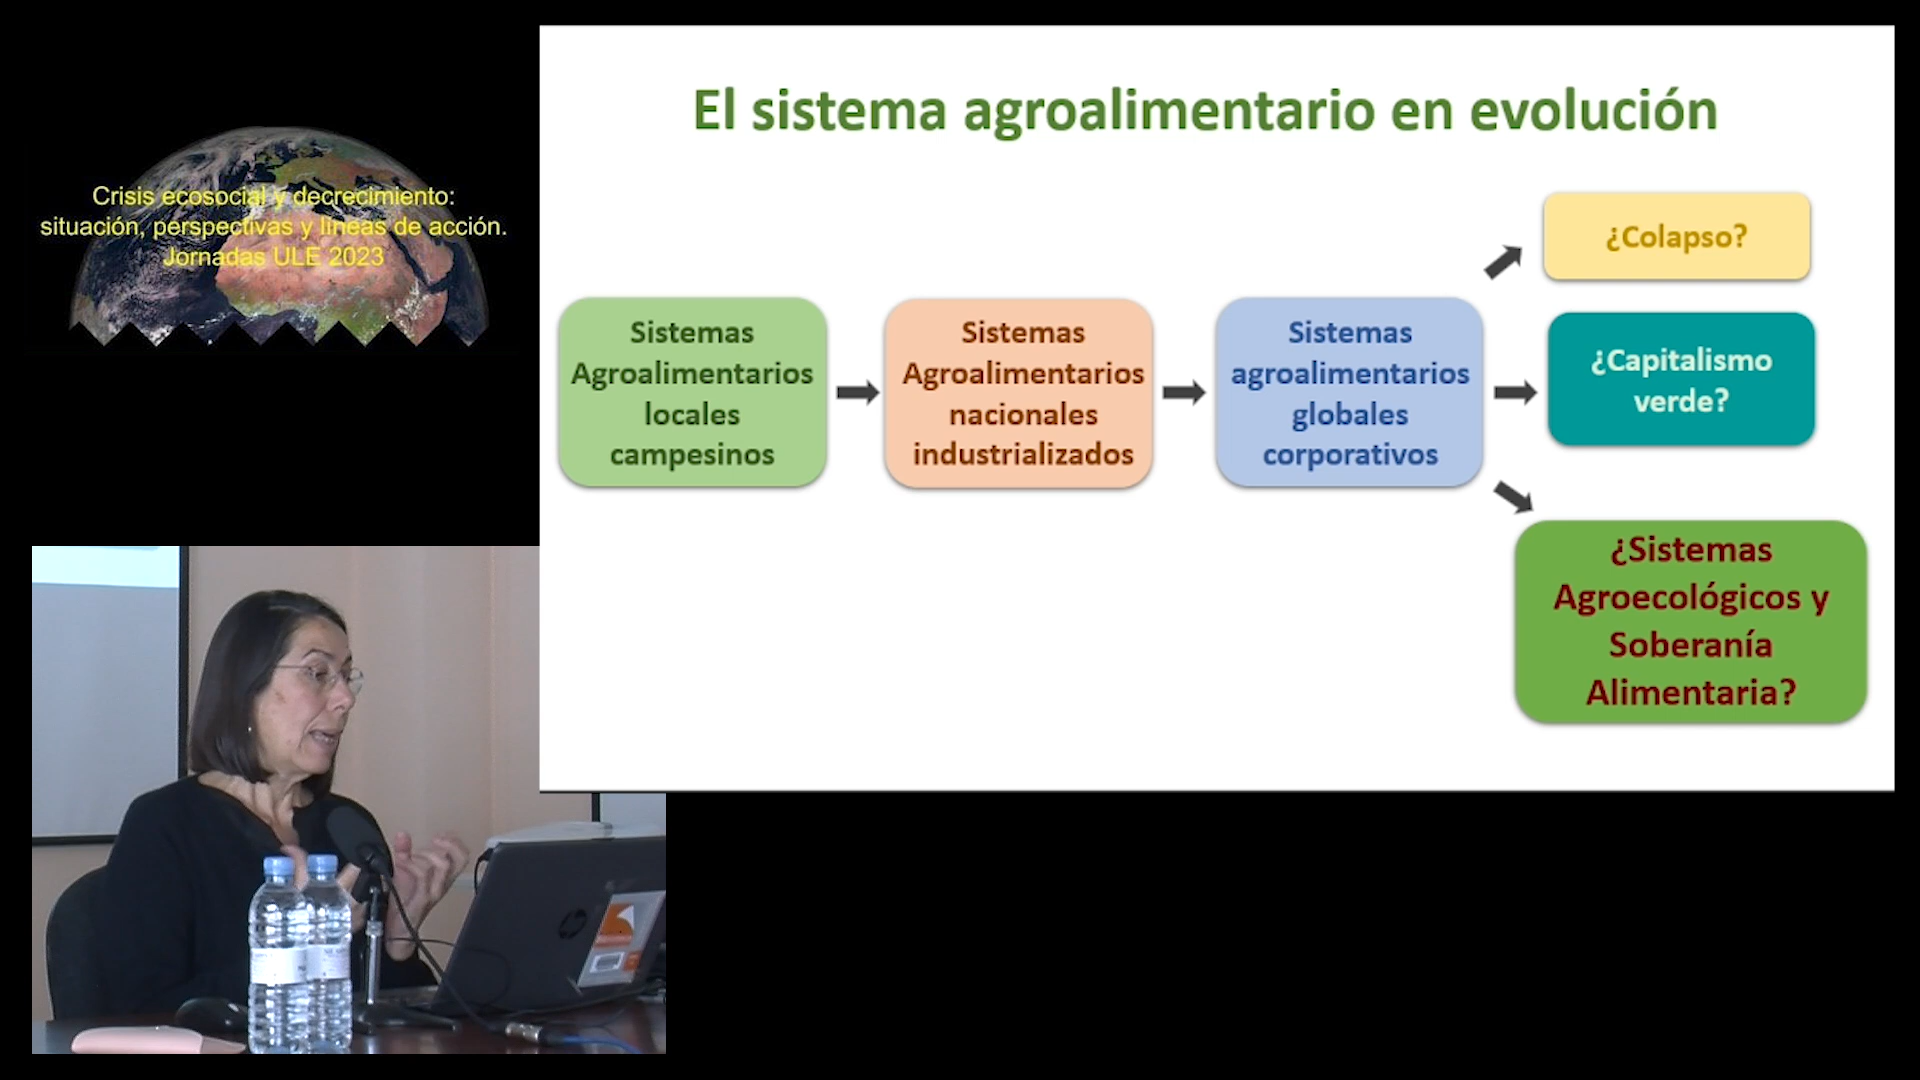 Crisis ecosocial y decrecimiento:
situación, perspectivas y líneas de acción.
Jornadas ULE 2023
El sistema agroalimentario en evolución
Sistemas
Agroalimentarios
locales
campesinos
Sistemas
Agroalimentarios
nacionales
industrializados
Sistemas
agroalimentarios
globales
corporativos
¿Colapso?
¿Capitalismo
verde?
¿Sistemas
Agroecológicos y
Soberanía
Alimentaria?
hp